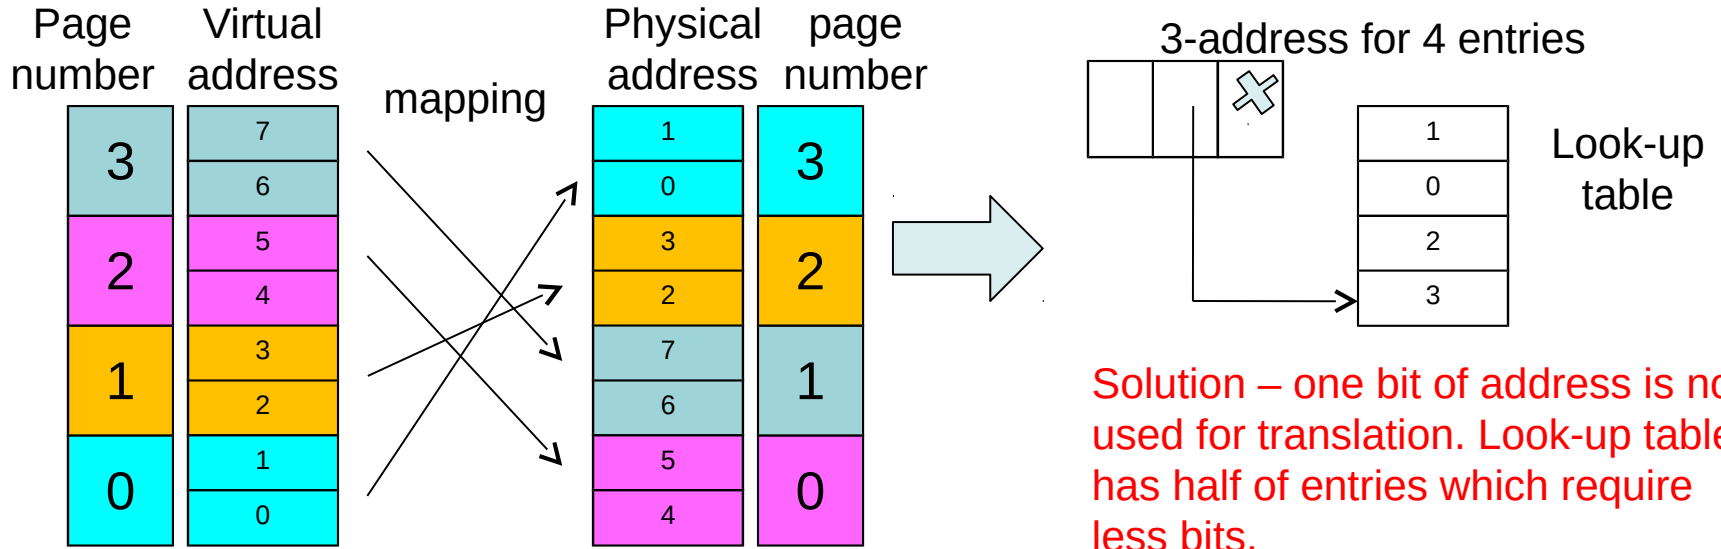 Page
number
Virtual
address
mapping
Physical
address
page
number
3-address for 4 entries
3
2
1
0
7
6
5
4
3
2
1
0
1
0
3
2
7
6
5
4
3
2
1
0
1
0
2
3
Look-up
table
Solution – one bit of address is
used for translation. Look-up
has half of entries which require
less bits.